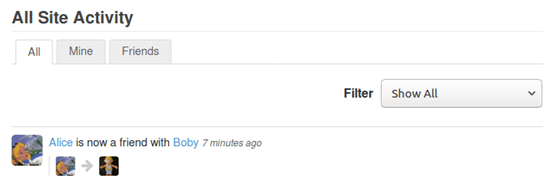 All Site Activity
All
Mine
Friends
Filter
Show All
Alice is now a friend with Boby 7 minutes ago